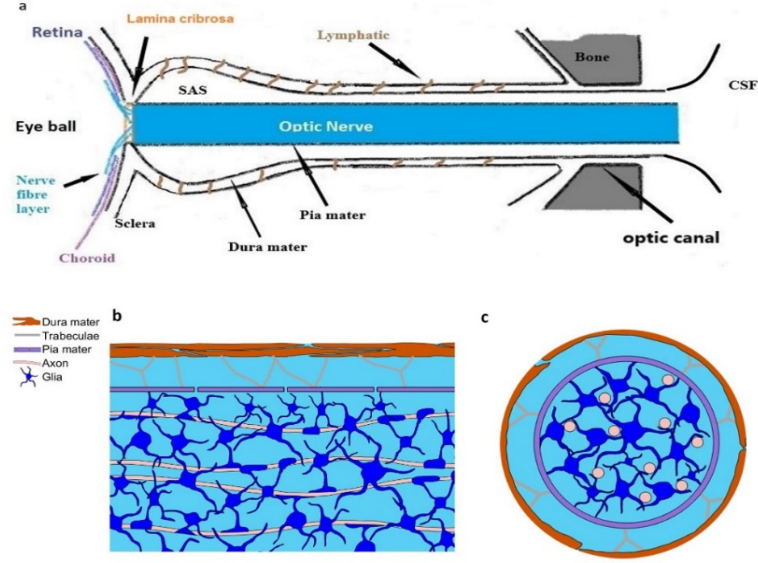 a
Retina
Lamina cribrosa
Lymphatic
Bone
SAS
CSF
Eye ball
Optic Nerve
Nerve
fibre
layer
Sclera
Pia mater
Dura mater
optic canal
Choroid
b
c
Dura mater
Trabeculae
Pia mater
Axon
Glia